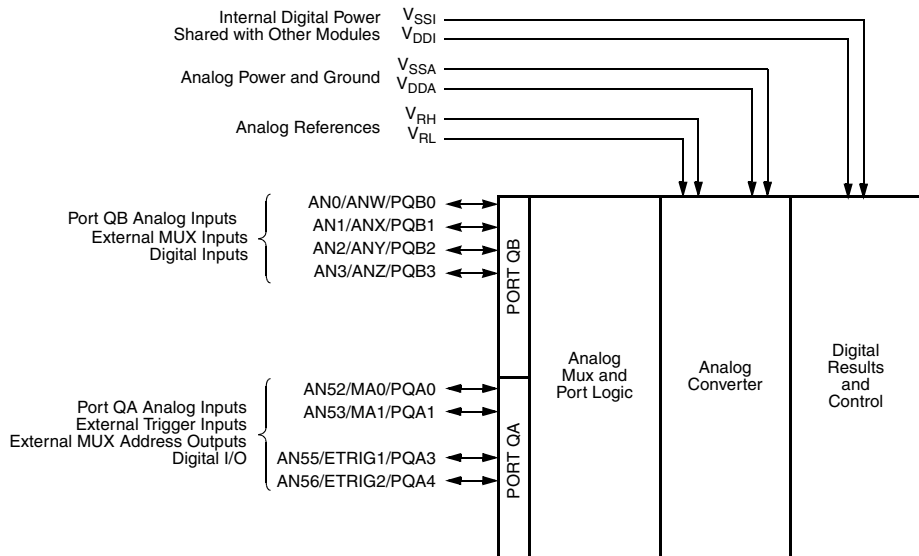 Internal Digital Power
Shared with Other Modules
VSSI
VDDI
Analog Power and Ground
VSSA
VDDA
Analog References
VRH
VRL
Port QB Analog Inputs
External MUX Inputs
Digital Inputs
AN0/ANW/PQB0
AN1/ANX/PQB1
AN2/ANY/PQB2
AN3/ANZ/PQB3
PORT QB
Port QA Analog Inputs
External Trigger Inputs
External MUX Address Outputs
Digital I/O
AN52/MA0/PQA0
AN53/MA1/PQA1
AN55/ETRIG1/PQA3
AN56/ETRIG2/PQA4
PORT QA
Analog
Mux and
Port Logic
Analog
Converter
Digital
Results
and
Control